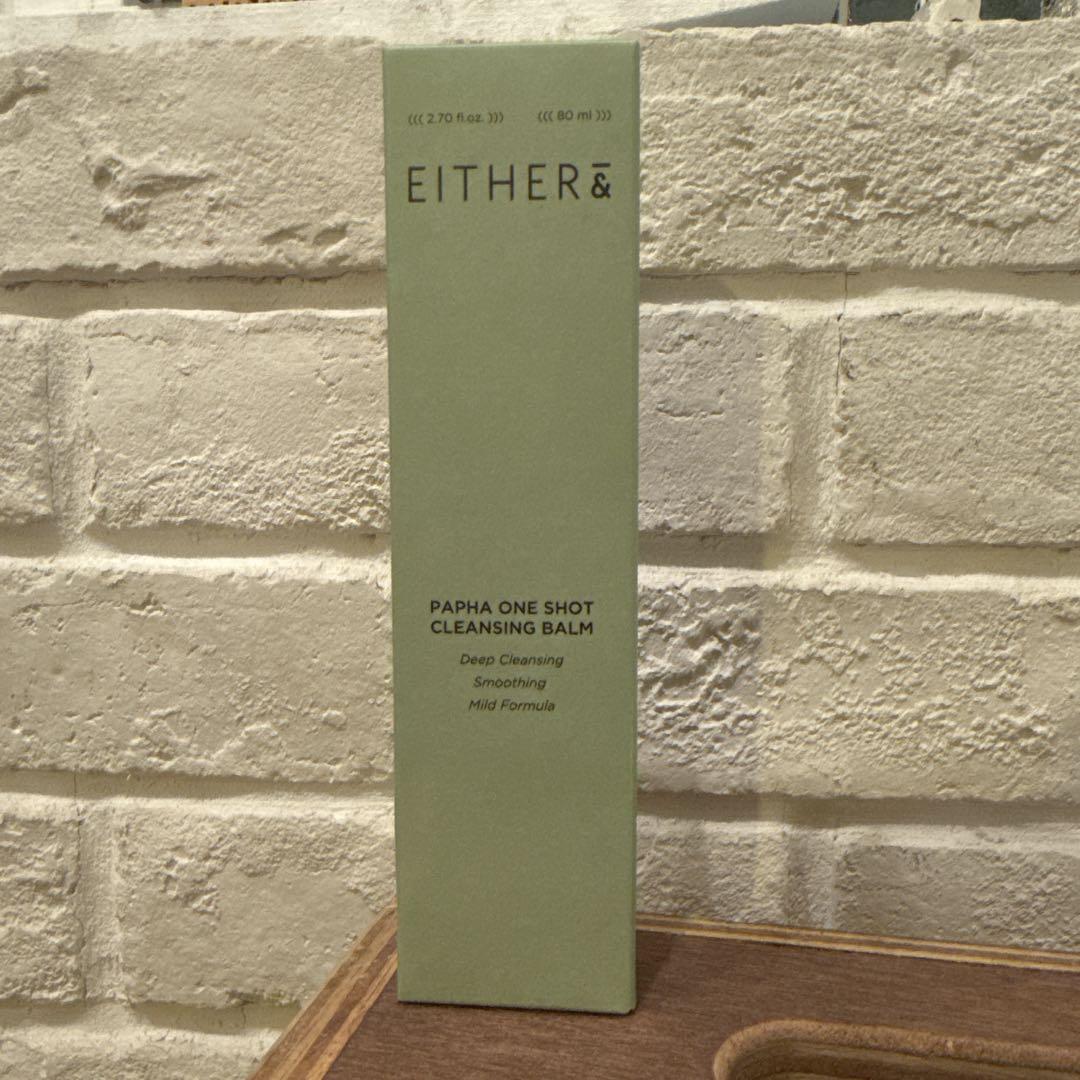 ((( 2.70 fl.oz. ))) ((( 80 ml )))
EITHER&
PAPHA ONE SHOT
CLEANSING BALM
Deep Cleansing
Smoothing
Mild Formula